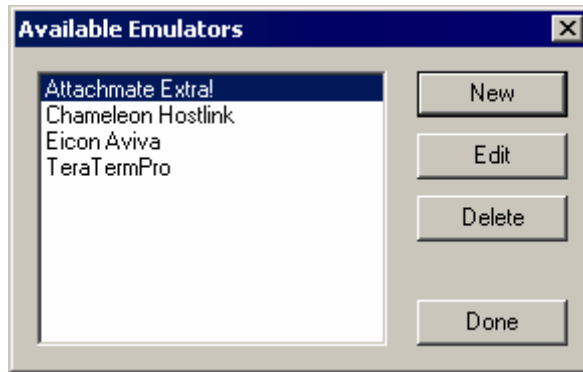 Available Emulators
Attachmate Extra!
Chameleon Hostlink
Eicon Aviva
TeraTermPro
New
Edit
Delete
Done